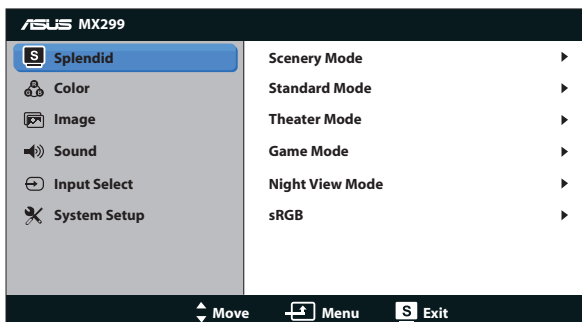 ASUS MX299
S Splendid
Color
Image
Sound
Input Select
System Setup
Scenery Mode
Standard Mode
Theater Mode
Game Mode
Night View Mode
sRGB
Move Menu S Exit